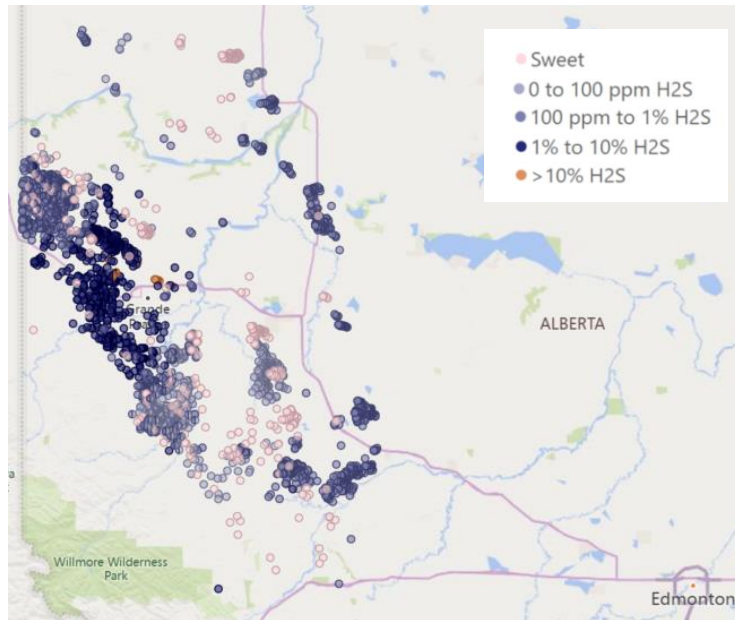 Sweet
0 to 100 ppm H2S
100 ppm to 1% H2S
1% to 10% H2S
>10% H2S
ALBERTA
Grande
Willmore Wilderness
Park
Edmonton
a